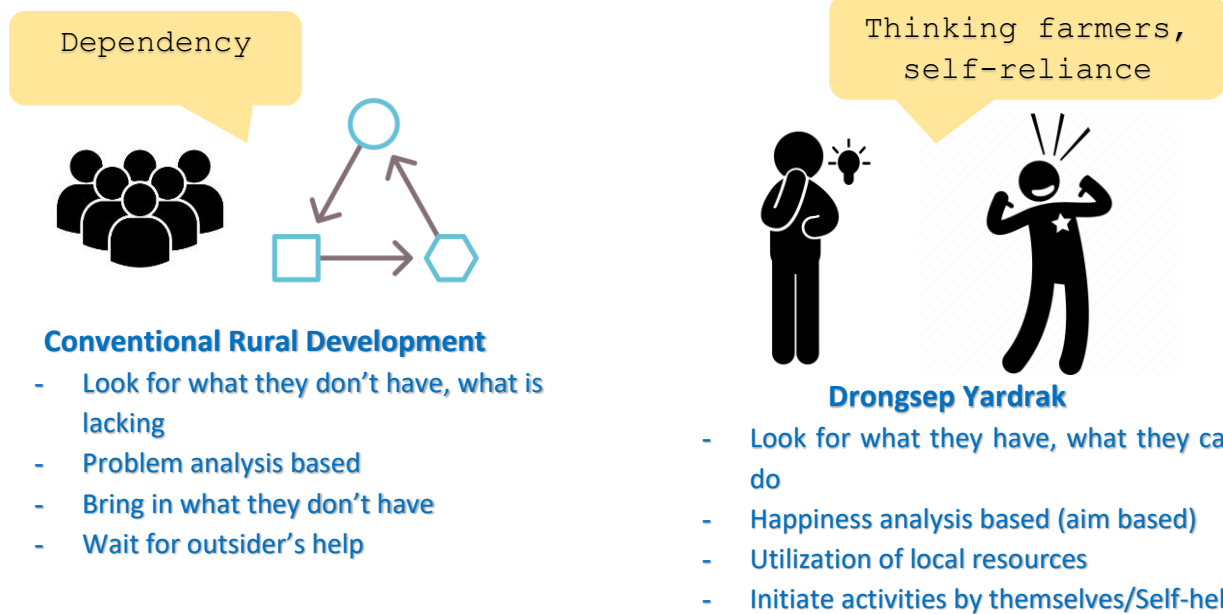 Dependency
Thinking farmers,
self-reliance
Conventional Rural Development
- Look for what they don’t have, what is
lacking
- Problem analysis based
- Bring in what they don’t have
- Wait for outsider’s help
Drongsep Yardrak
- Look for what they have, what they ca
do
- Happiness analysis based (aim based)
- Utilization of local resources
- Initiate activities by themselves/Self-hel